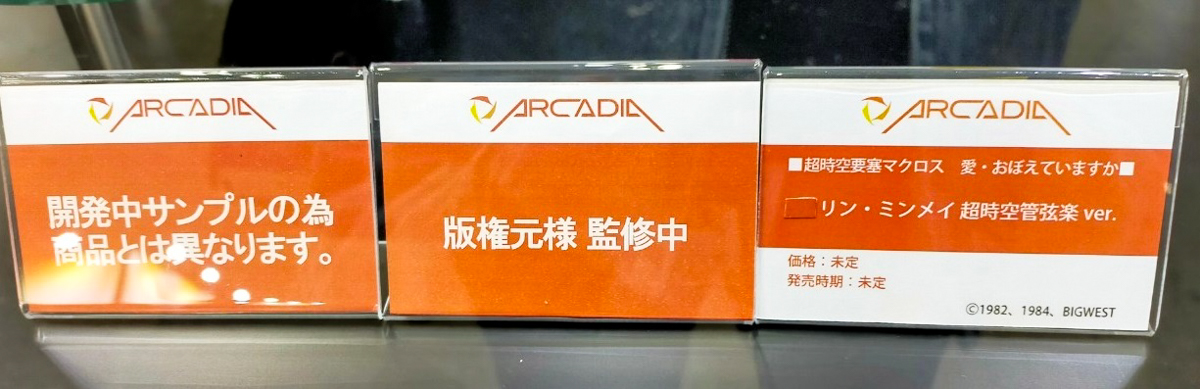 ARCADIA
開発中サンプルの為
商品とは異なります。
ARCADIA
版権元様 監修中
ARCADIA
■超時空要塞マクロス 愛・おぼえていますか■
リン・ミンメイ 超時空管弦楽 ver.
価格：未定
発売時期：未定
©1982、1984、BIGWEST